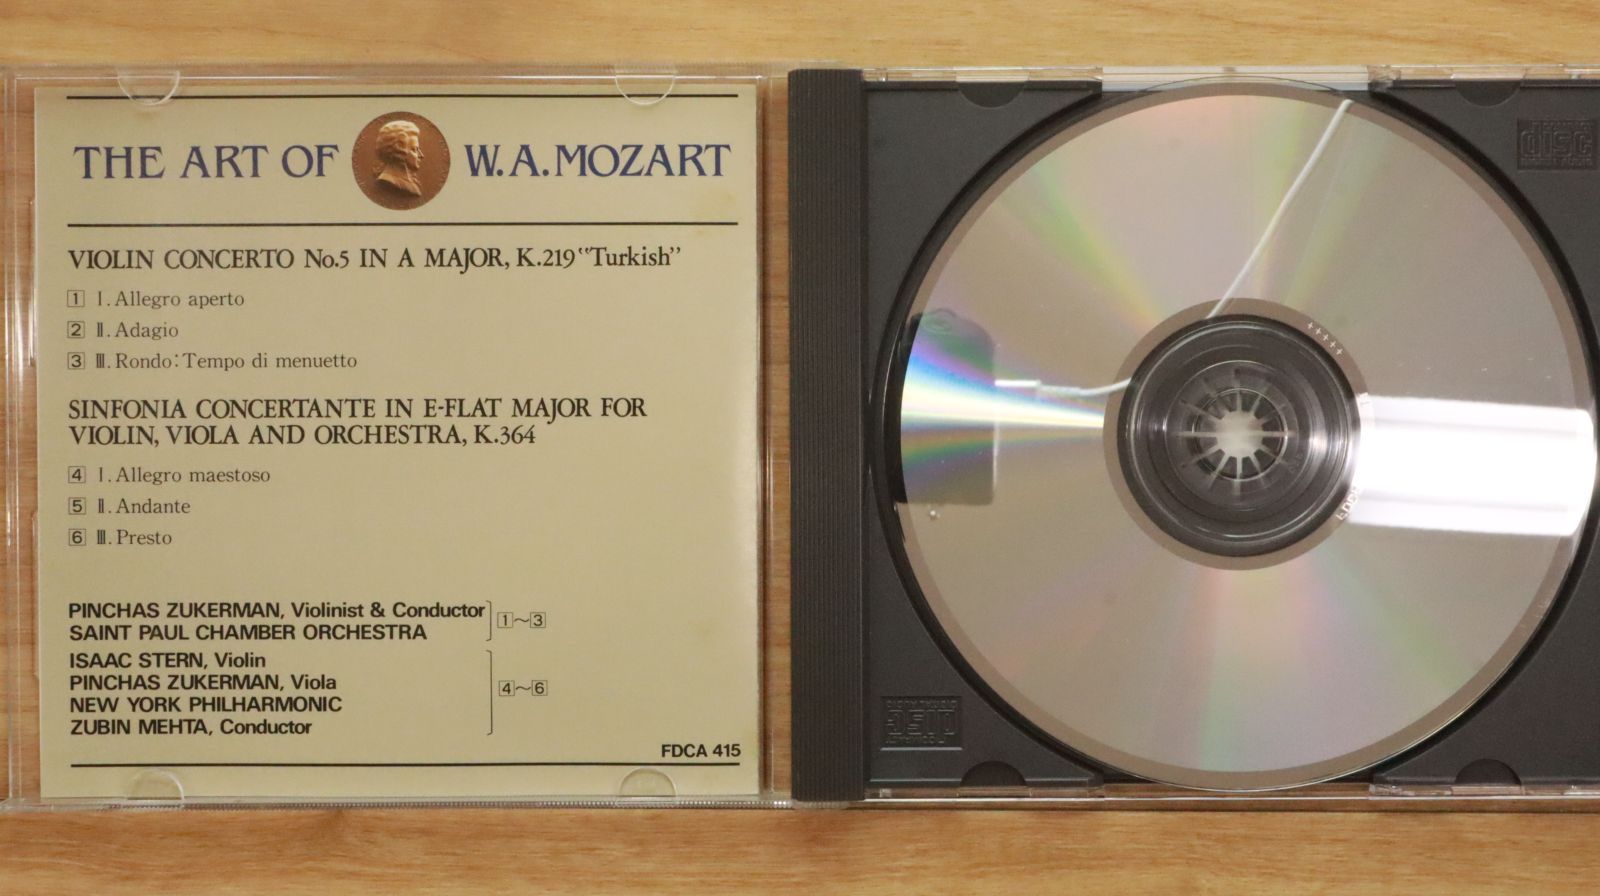 THE ART OF W.A.MOZART
VIOLIN CONCERTO No.5 IN A MAJOR, K.219 “Turkish”
1 I. Allegro aperto
2 II. Adagio
3 III. Rondo: Tempo di menuetto
SINFONIA CONCERTANTE IN E-FLAT MAJOR FOR
VIOLIN, VIOLA AND ORCHESTRA, K.364
4 I. Allegro maestoso
5 II. Andante
6 III. Presto
PINCHAS ZUKERMAN, Violinist & Conductor
SAINT PAUL CHAMBER ORCHESTRA
1~3
ISAAC STERN, Violin
PINCHAS ZUKERMAN, Viola
NEW YORK PHILHARMONIC
ZUBIN MEHTA, Conductor
4~6
FDCA 415
disc
+++++